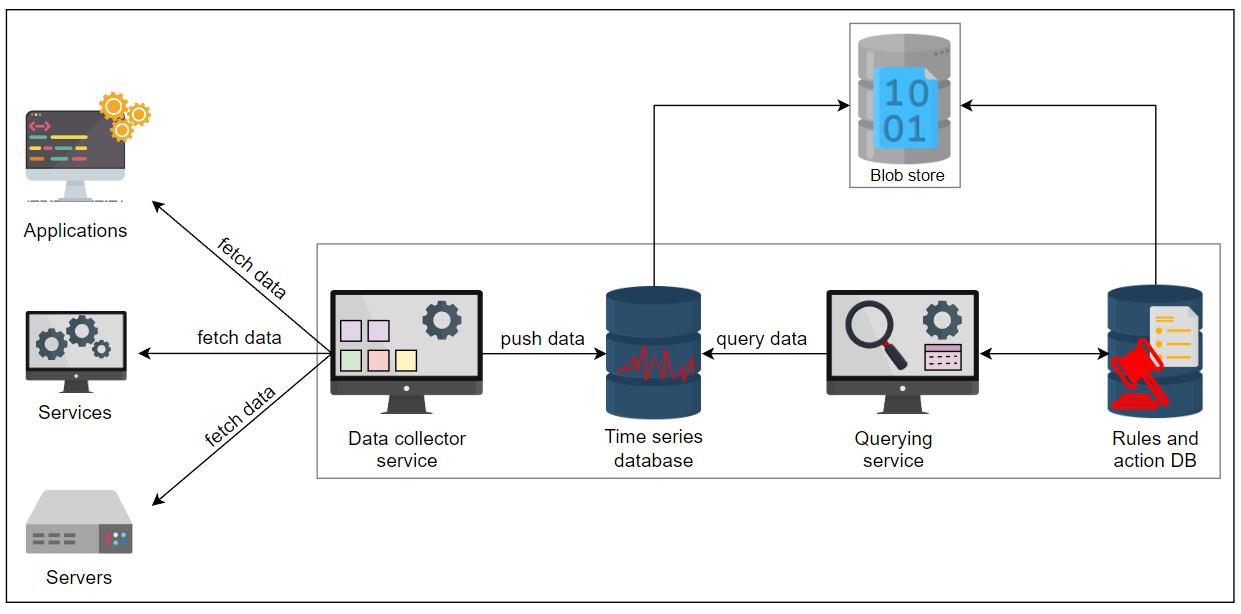 10
01
Blob store
Applications
fetch data
fetch data
Services
fetch data
Servers
push data
query data
Data collector
service
Time series
database
Querying
service
Rules and
action DB